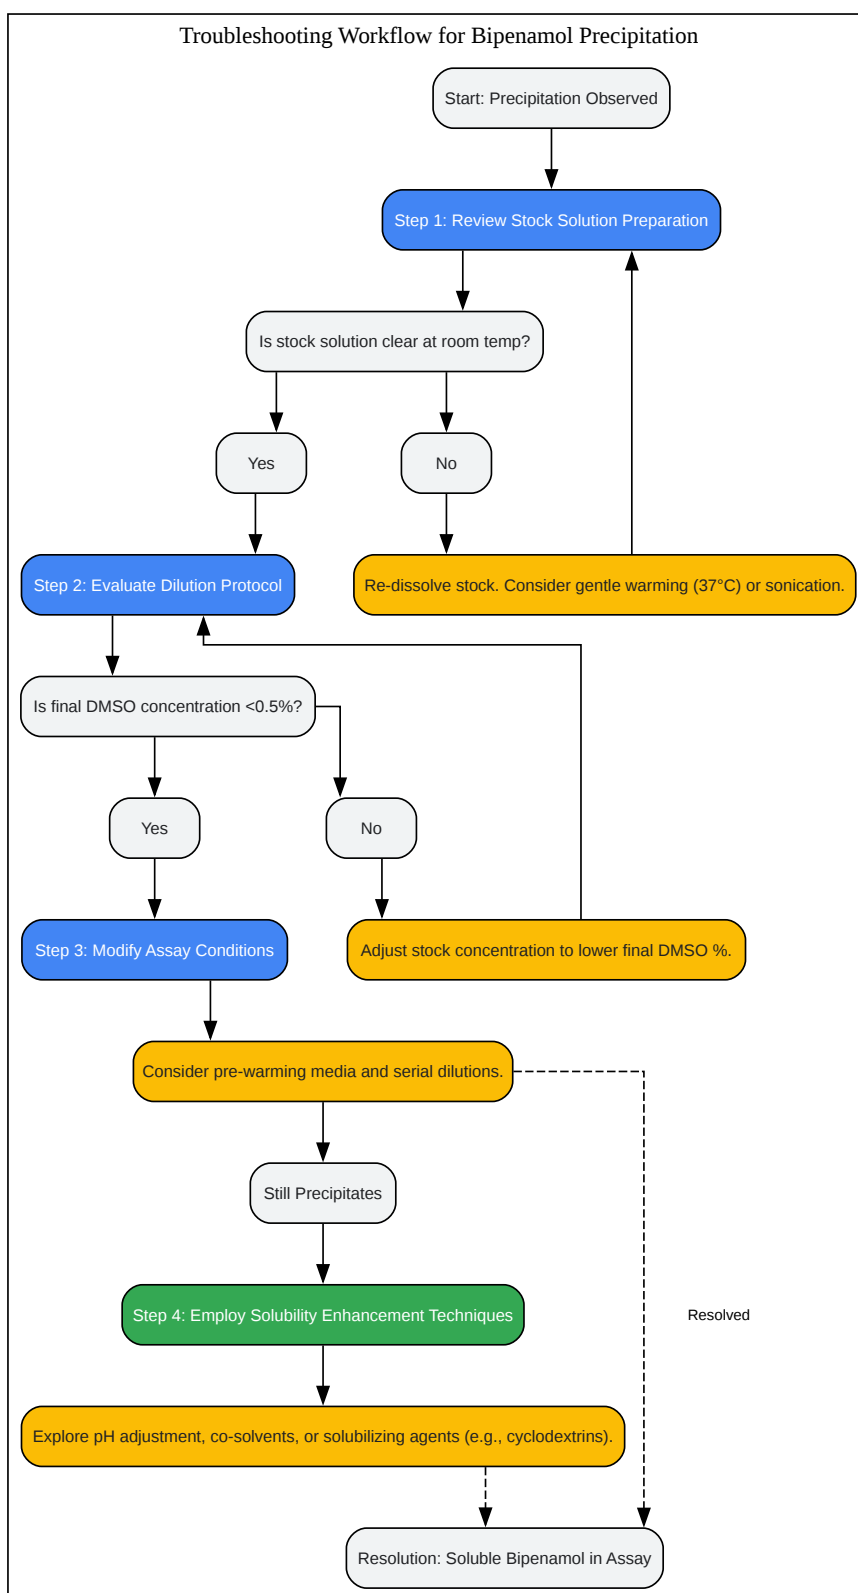 Troubleshooting Workflow for Bipenamol Precipitation
Start: Precipitation Observed
Step 1: Review Stock Solution Preparation
Is stock solution clear at room temp?
Yes
No
Step 2: Evaluate Dilution Protocol
Re-dissolve stock. Consider gentle warming (37°C) or sonication.
Is final DMSO concentration <0.5%?
Yes
No
Step 3: Modify Assay Conditions
Adjust stock concentration to lower final DMSO %.
Consider pre-warming media and serial dilutions.
Still Precipitates
Step 4: Employ Solubility Enhancement Techniques
Resolved
Explore pH adjustment, co-solvents, or solubilizing agents (e.g., cyclodextrins).
Resolution: Soluble Bipenamol in Assay